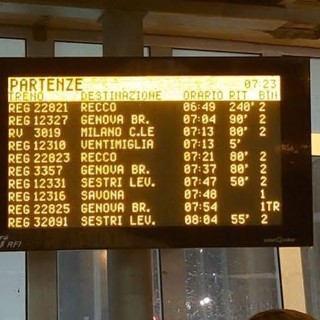 PARTENZE 07:23
TRENO DESTINAZIONE ORARIO RIT BIN
REG 22821 RECCO 06:49 240' 2
REG 12327 GENOVA BR. 07:04 90' 2
RV 3019 MILANO C.LE 07:13 80' 2
REG 12310 VENTIMIGLIA 07:13 5'
REG 22823 RECCO 07:21 80' 2
REG 3357 GENOVA BR. 07:37 80' 2
REG 12331 SESTRI LEV. 07:47 50' 2
REG 12316 SAVONA 07:48
REG 22825 GENOVA BR. 07:54 1TR
REG 32091 SESTRI LEV. 08:04 55' 2
RFI